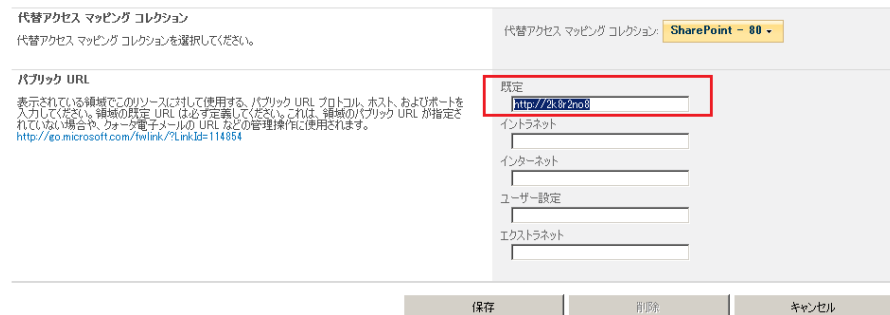 代替アクセス マッピング コレクション
代替アクセス マッピング コレクションを選択してください。
代替アクセス マッピング コレクション: SharePoint - 80
パブリック URL
表示されている領域でこのリソースに対して使用する、パブリック URL プロトコル、ホスト、およびポートを
入力してください。領域の既定 URL は必ず定義してください。これは、領域のパブリック URL が指定さ
れていない場合や、クォータ電子メールの URL などの管理操作に使用されます。
http://go.microsoft.com/fwlink/?LinkId=114854
既定
http://2k8r2no8
イントラネット
インターネット
ユーザー設定
エクストラネット
保存
削除
キャンセル